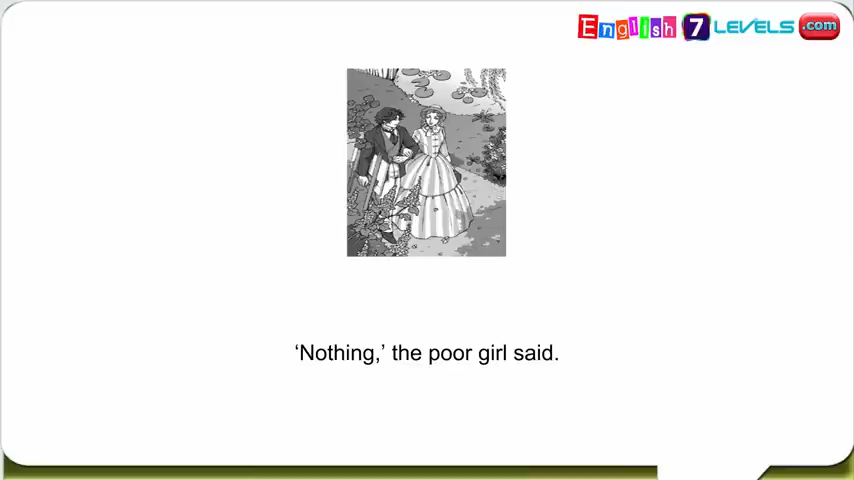 English 7 LEVELS .com
‘Nothing,’ the poor girl said.